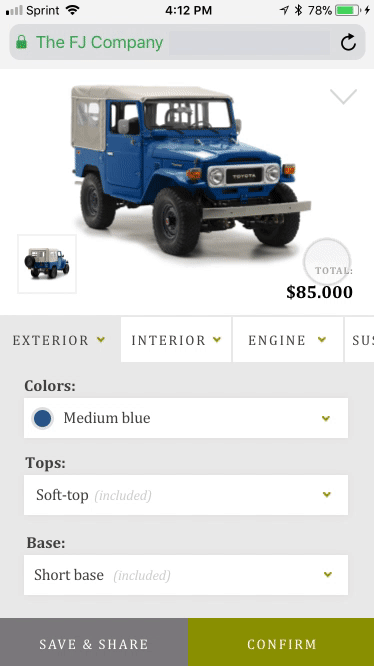 Sprint 4:12 PM 78%
The FJ Company
TOYOTA
TOTAL:
$85.000
EXTERIOR INTERIOR ENGINE SUS
Colors:
Medium blue
Tops:
Soft-top (included)
Base:
Short base (included)
SAVE & SHARE CONFIRM